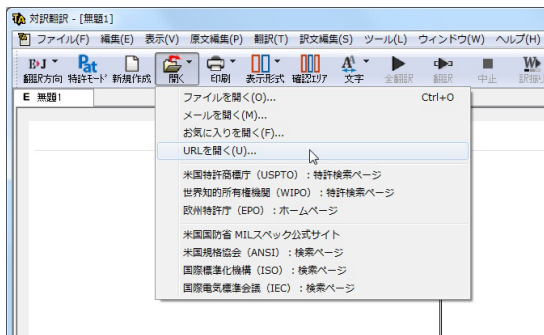 対訳翻訳 - [無題1]
ファイル(F) 編集(E) 表示(V) 原文編集(P) 翻訳(T) 訳文編集(S) ツール(L) ウィンドウ(W) ヘルプ(H)
E▸J Pat
翻訳方向 特許モード 新規作成 開く 印刷 表示形式 確認エリア 文字 全翻訳 翻訳 中止 訳振り
E 無題1
ファイルを開く(O)... Ctrl+O
メールを開く(M)...
お気に入りを開く(F)...
URLを開く(U)...
米国特許商標庁（USPTO）：特許検索ページ
世界知的所有権機関（WIPO）：特許検索ページ
欧州特許庁（EPO）：ホームページ
米国国防省 MILスペック公式サイト
米国規格協会（ANSI）：検索ページ
国際標準化機構（ISO）：検索ページ
国際電気標準会議（IEC）：検索ページ